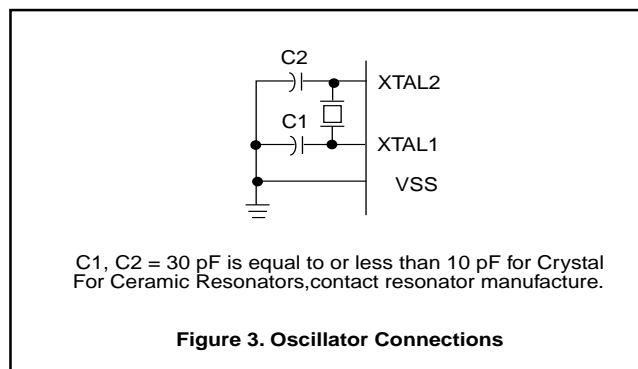 C2
XTAL2
C1
XTAL1
VSS
C1, C2 = 30 pF is equal to or less than 10 pF for Crystal
For Ceramic Resonators,contact resonator manufacture.
Figure 3. Oscillator Connections